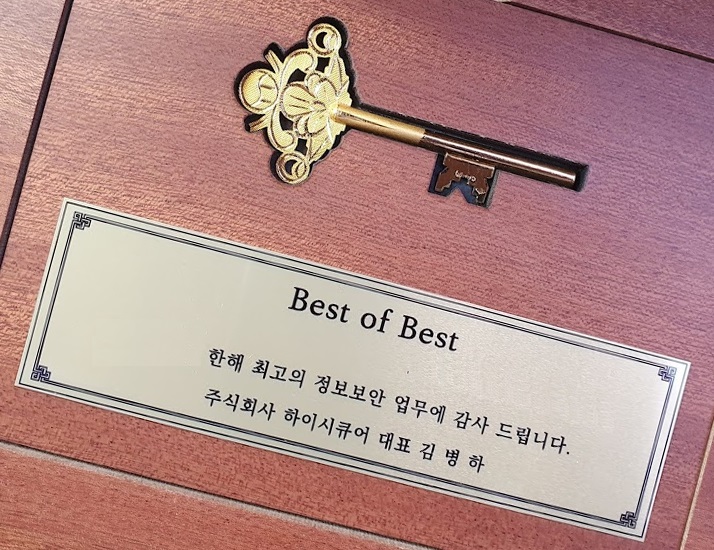 Best of Best
한해 최고의 정보보안 업무에 감사 드립니다.
주식회사 하이시큐어 대표 김 병 하